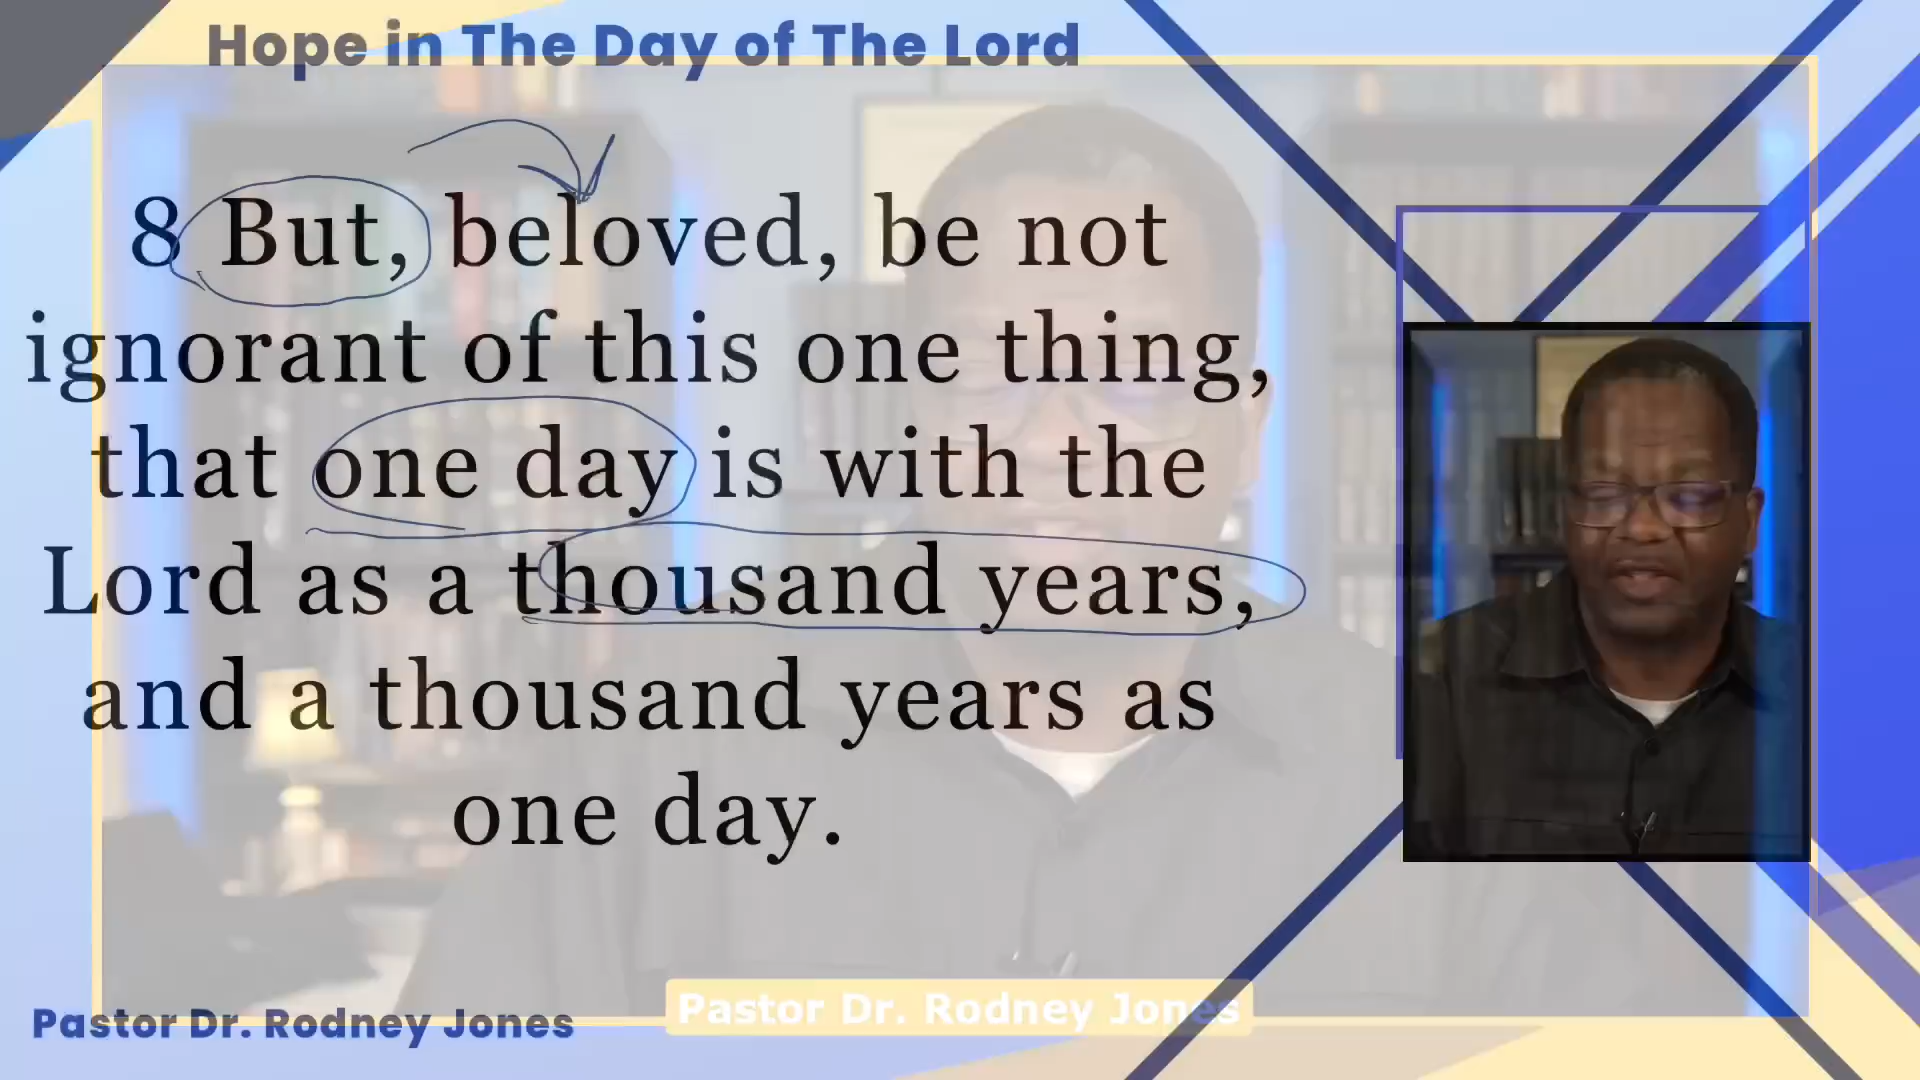 Hope in The Day of The Lord
8 But, beloved, be not
ignorant of this one thing,
that one day is with the
Lord as a thousand years,
and a thousand years as
one day.
Pastor Dr. Rodney Jones
Pastor Dr. Rodney Jones